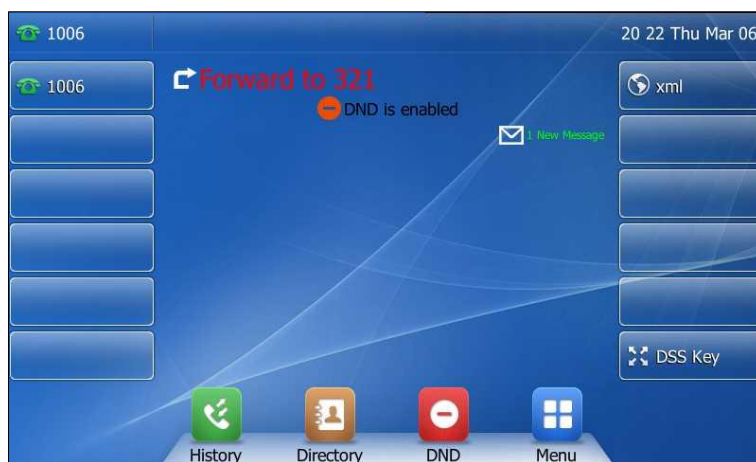 1006
20 22 Thu Mar 06
1006
Forward to 321
xml
DND is enabled
1 New Message
DSS Key
History
Directory
DND
Menu